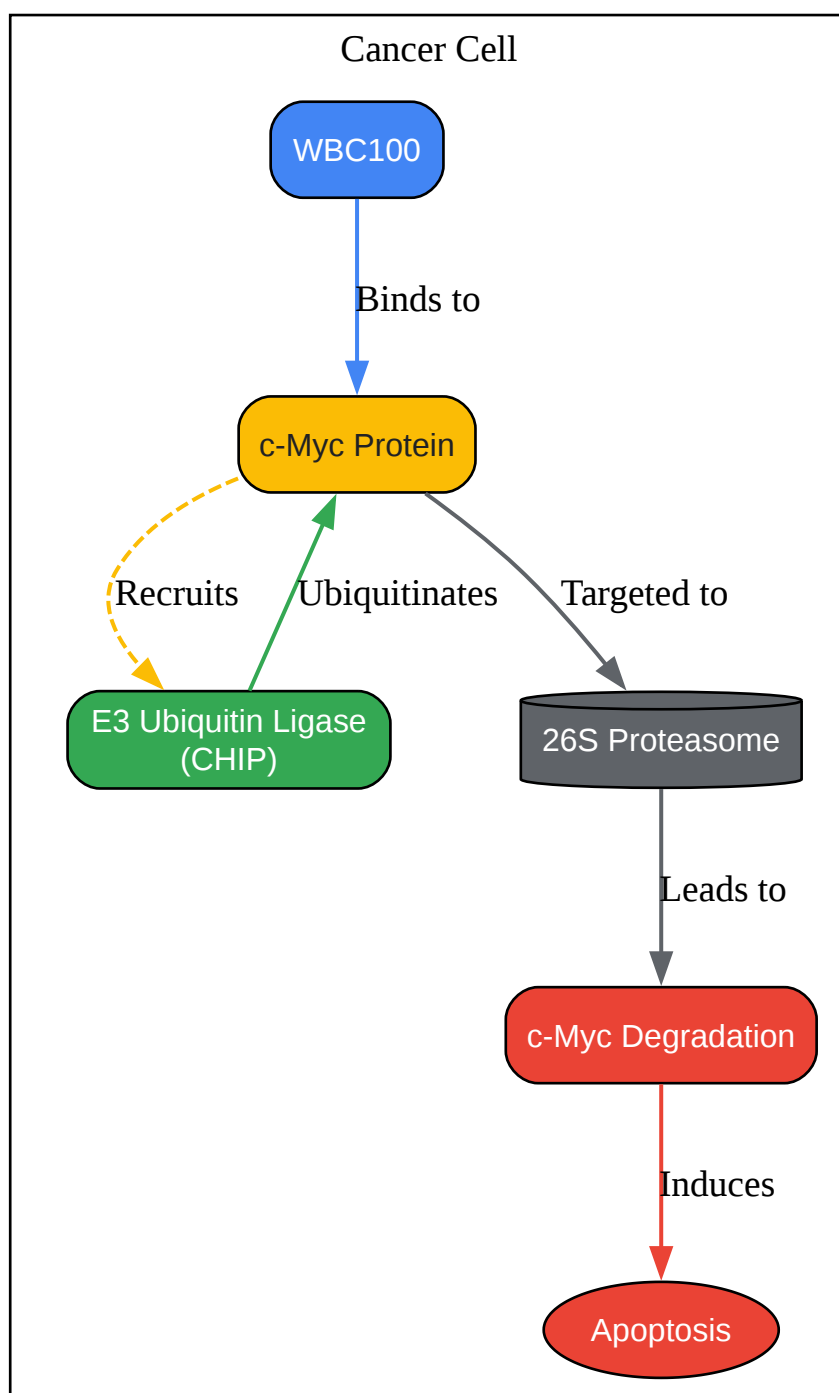 Cancer Cell
WBC100
Binds to
c-Myc Protein
Recruits
Ubiquitinates
Targeted to
E3 Ubiquitin Ligase
(CHIP)
26S Proteasome
Leads to
c-Myc Degradation
Induces
Apoptosis